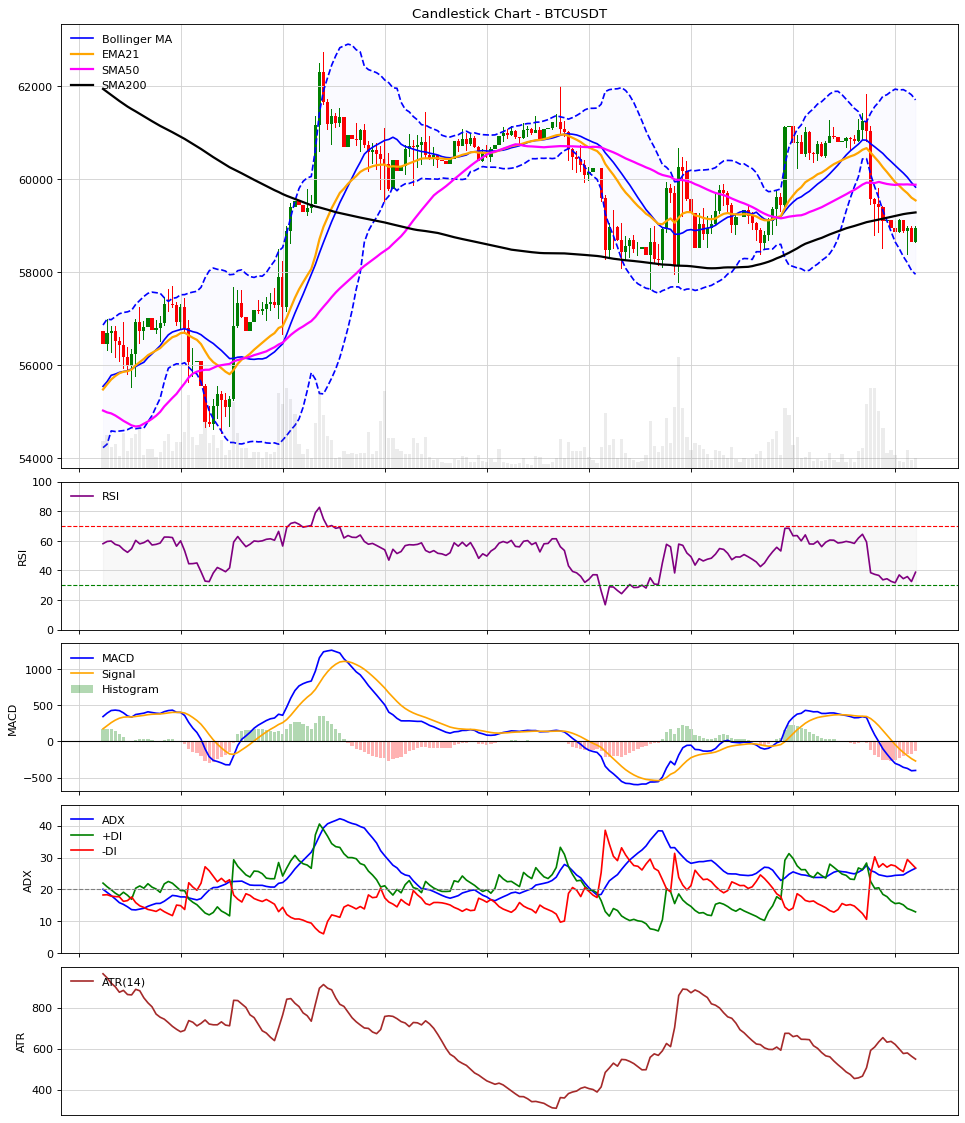 Candlestick Chart - BTCUSDT
Bollinger MA
EMA21
SMA50
SMA200
62000
60000
58000
56000
54000
RSI
100
80
60
40
20
0
RSI
MACD
Signal
Histogram
1000
500
0
−500
MACD
ADX
+DI
-DI
40
30
20
10
0
ADX
ATR(14)
800
600
400
ATR